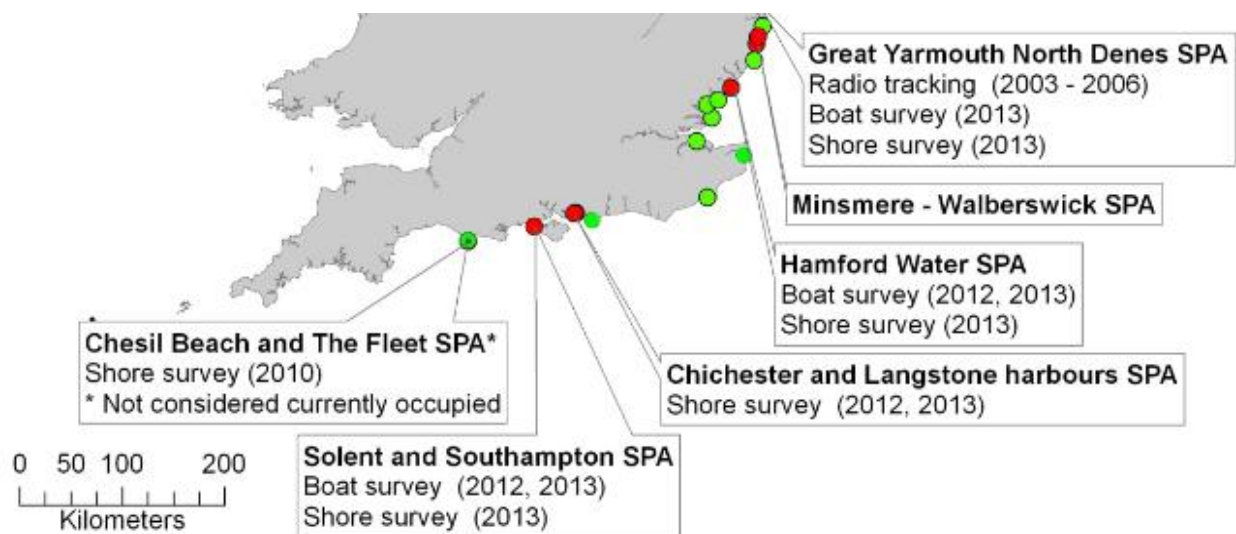 Great Yarmouth North Denes SPA
Radio tracking (2003 - 2006)
Boat survey (2013)
Shore survey (2013)
Minsmere - Walberswick SPA
Hamford Water SPA
Boat survey (2012, 2013)
Shore survey (2013)
Chesil Beach and The Fleet SPA*
Shore survey (2010)
* Not considered currently occupied
Chichester and Langstone harbours SPA
Shore survey (2012, 2013)
Solent and Southampton SPA
Boat survey (2012, 2013)
Shore survey (2013)
0 50 100 200
Kilometers